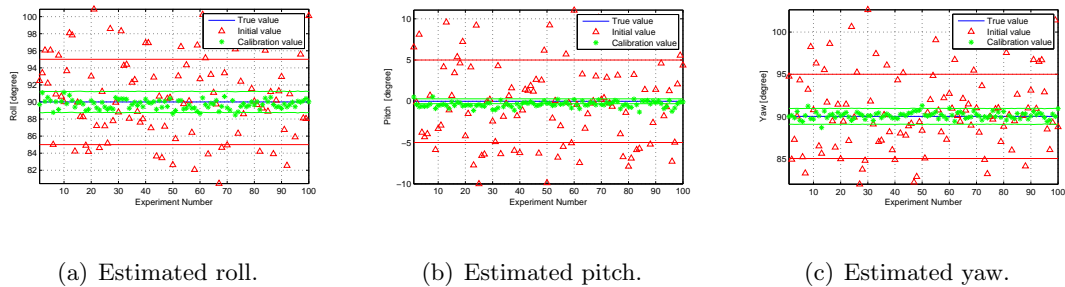 100
98
96
94
92
90
88
86
84
82
Roll [degree]
True value
Initial value
Calibration value
10 20 30 40 50 60 70 80 90 100
Experiment Number
(a) Estimated roll.
10
5
0
−5
−10
Pitch [degree]
True value
Initial value
Calibration value
10 20 30 40 50 60 70 80 90 100
Experiment Number
(b) Estimated pitch.
100
95
90
85
Yaw [degree]
True value
Initial value
Calibration value
10 20 30 40 50 60 70 80 90 100
Experiment Number
(c) Estimated yaw.